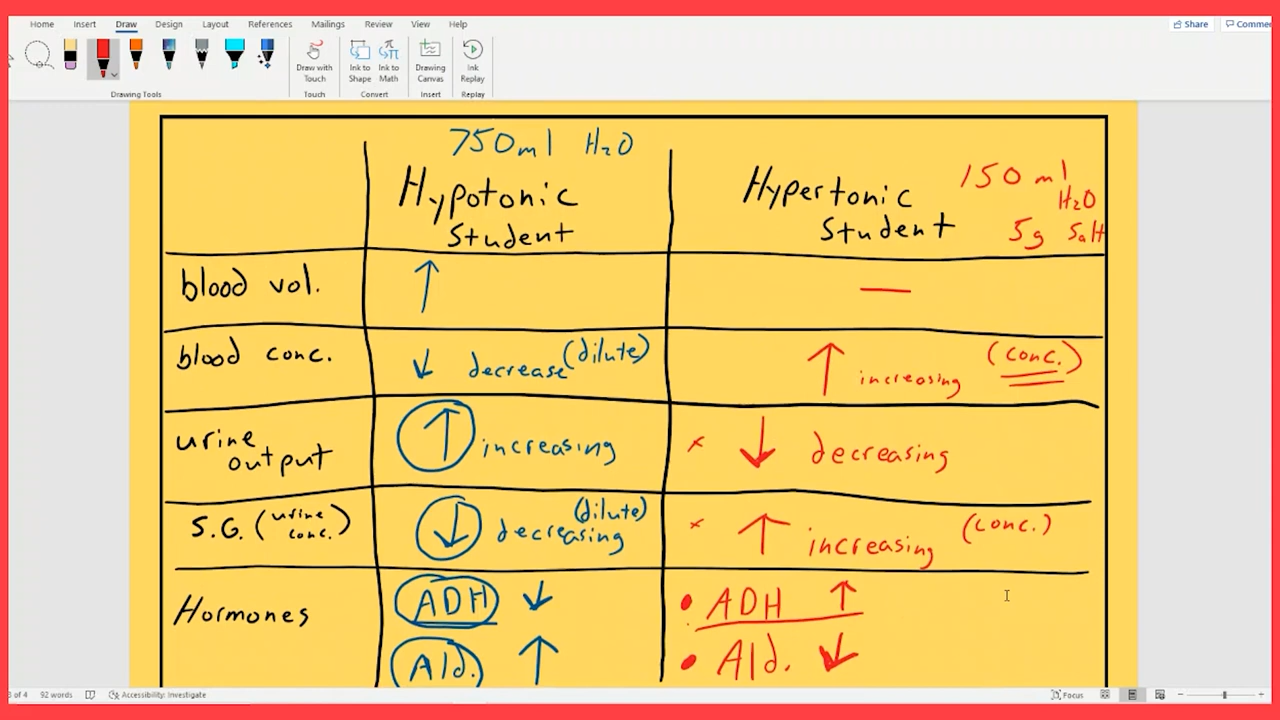 Home Insert Draw Design Layout References Mailings Review View Help
Share
Draw with Touch
Ink to Shape
Ink to Math
Drawing Canvas
Ink Replay
Drawing Tools Touch Convert Insert Replay
750ml H2O
Hypotonic Student
Hypertonic Student
150 ml H2O
5g Salt
blood vol. ↑ —
blood conc. ↓ decrease (dilute) ↑ increasing (conc.)
urine output ↑ increasing × ↓ decreasing
S.G. (urine conc.) ↓ decreasing (dilute) × ↑ increasing (conc.)
Hormones ADH ↓ • ADH ↑
Ald. ↑ • Ald. ↓
of 4 92 words Accessibility: Investigate Focus